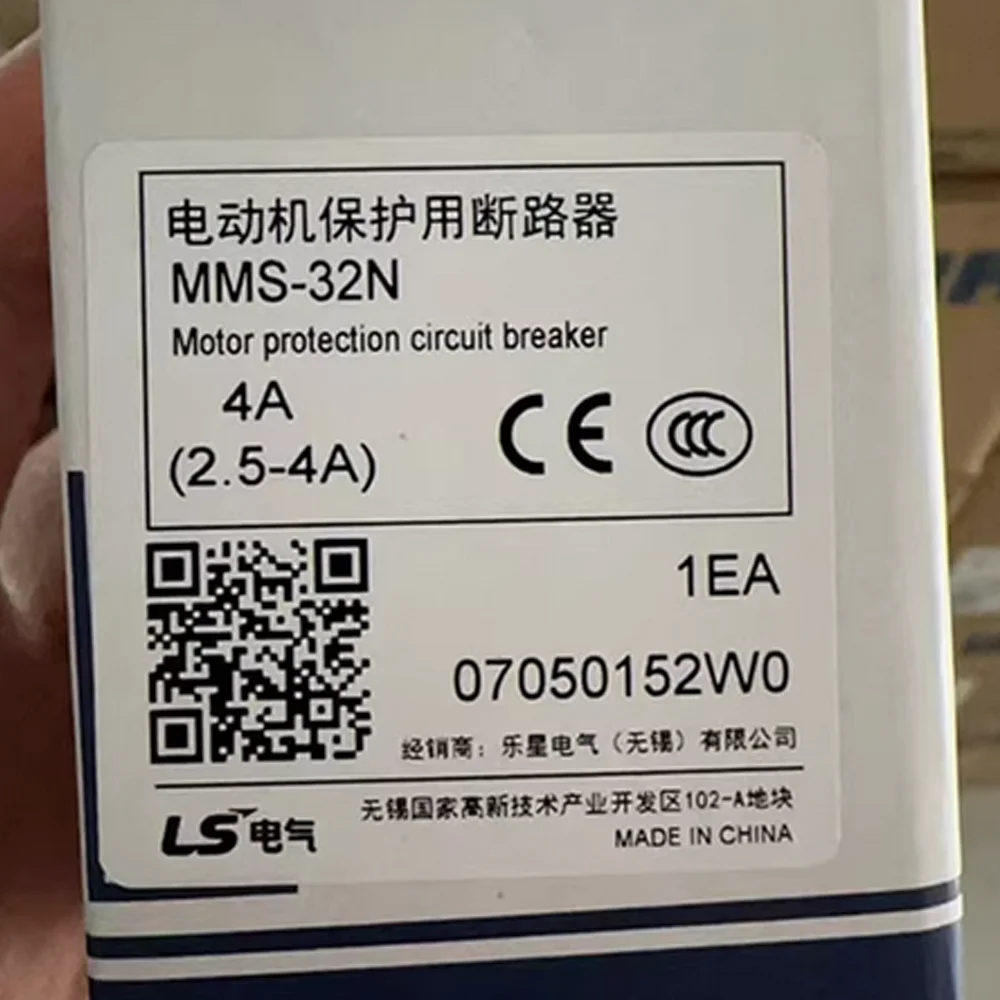 电动机保护用断路器
MMS-32N
Motor protection circuit breaker
4A
(2.5-4A)
CE CCC
1EA
07050152W0
经销商：乐星电气（无锡）有限公司
LS电气
无锡国家高新技术产业开发区102-A地块
MADE IN CHINA